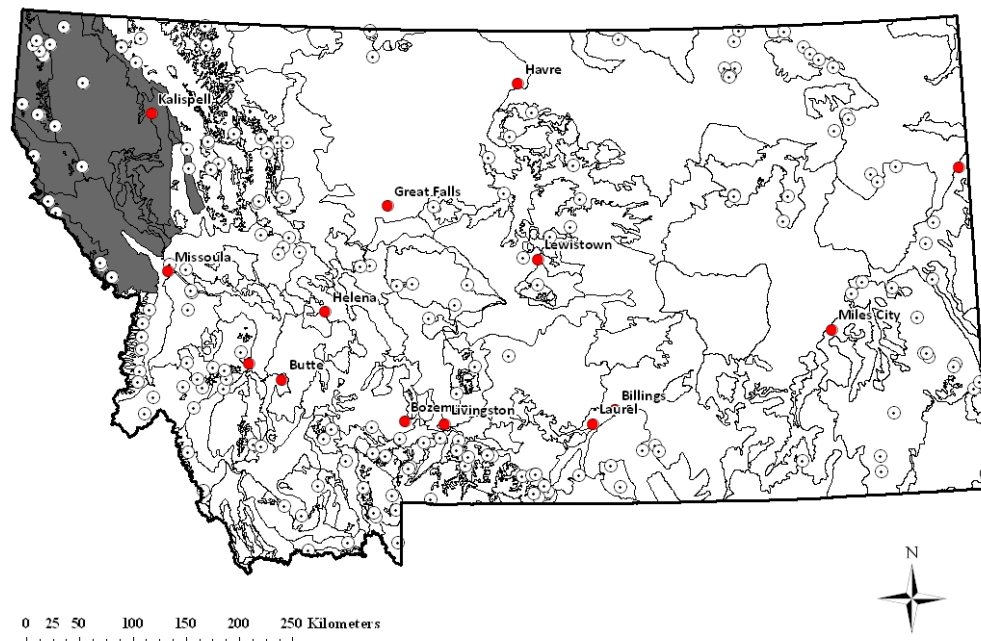 Havre
Kalispell
Great Falls
Lewistown
Missoula
Helena
Miles City
Butte
Billings
Laurel
Bozem
Livingston
N
0 25 50 100 150 200 250 Kilometers